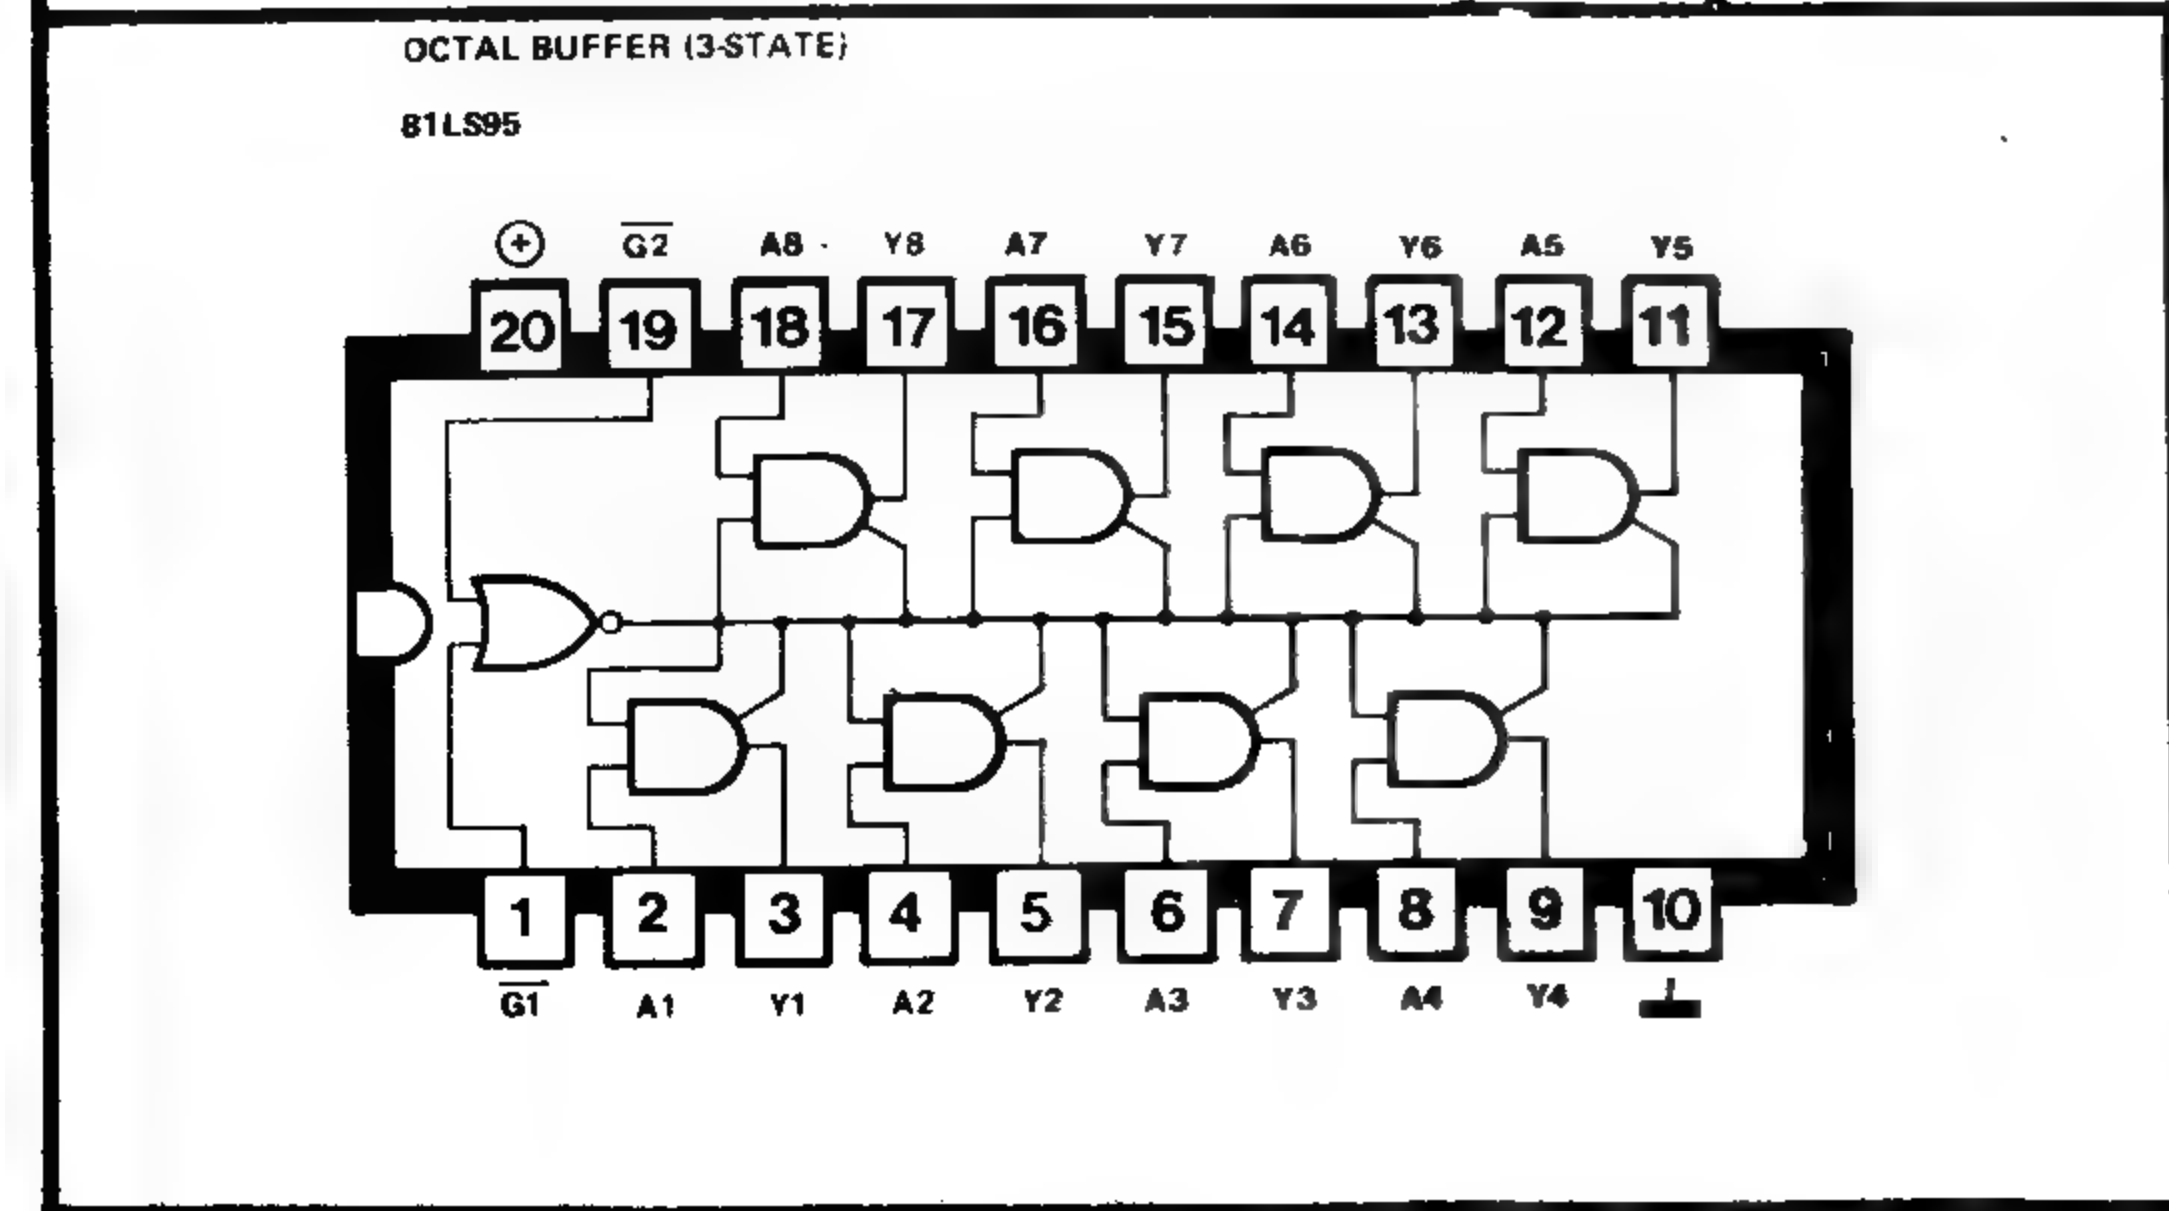 OCTAL BUFFER (3-STATE)
81LS95
+ G2 A8 Y8 A7 Y7 A6 Y6 A5 Y5
20 19 18 17 16 15 14 13 12 11
1 2 3 4 5 6 7 8 9 10
G1 A1 Y1 A2 Y2 A3 Y3 A4 Y4